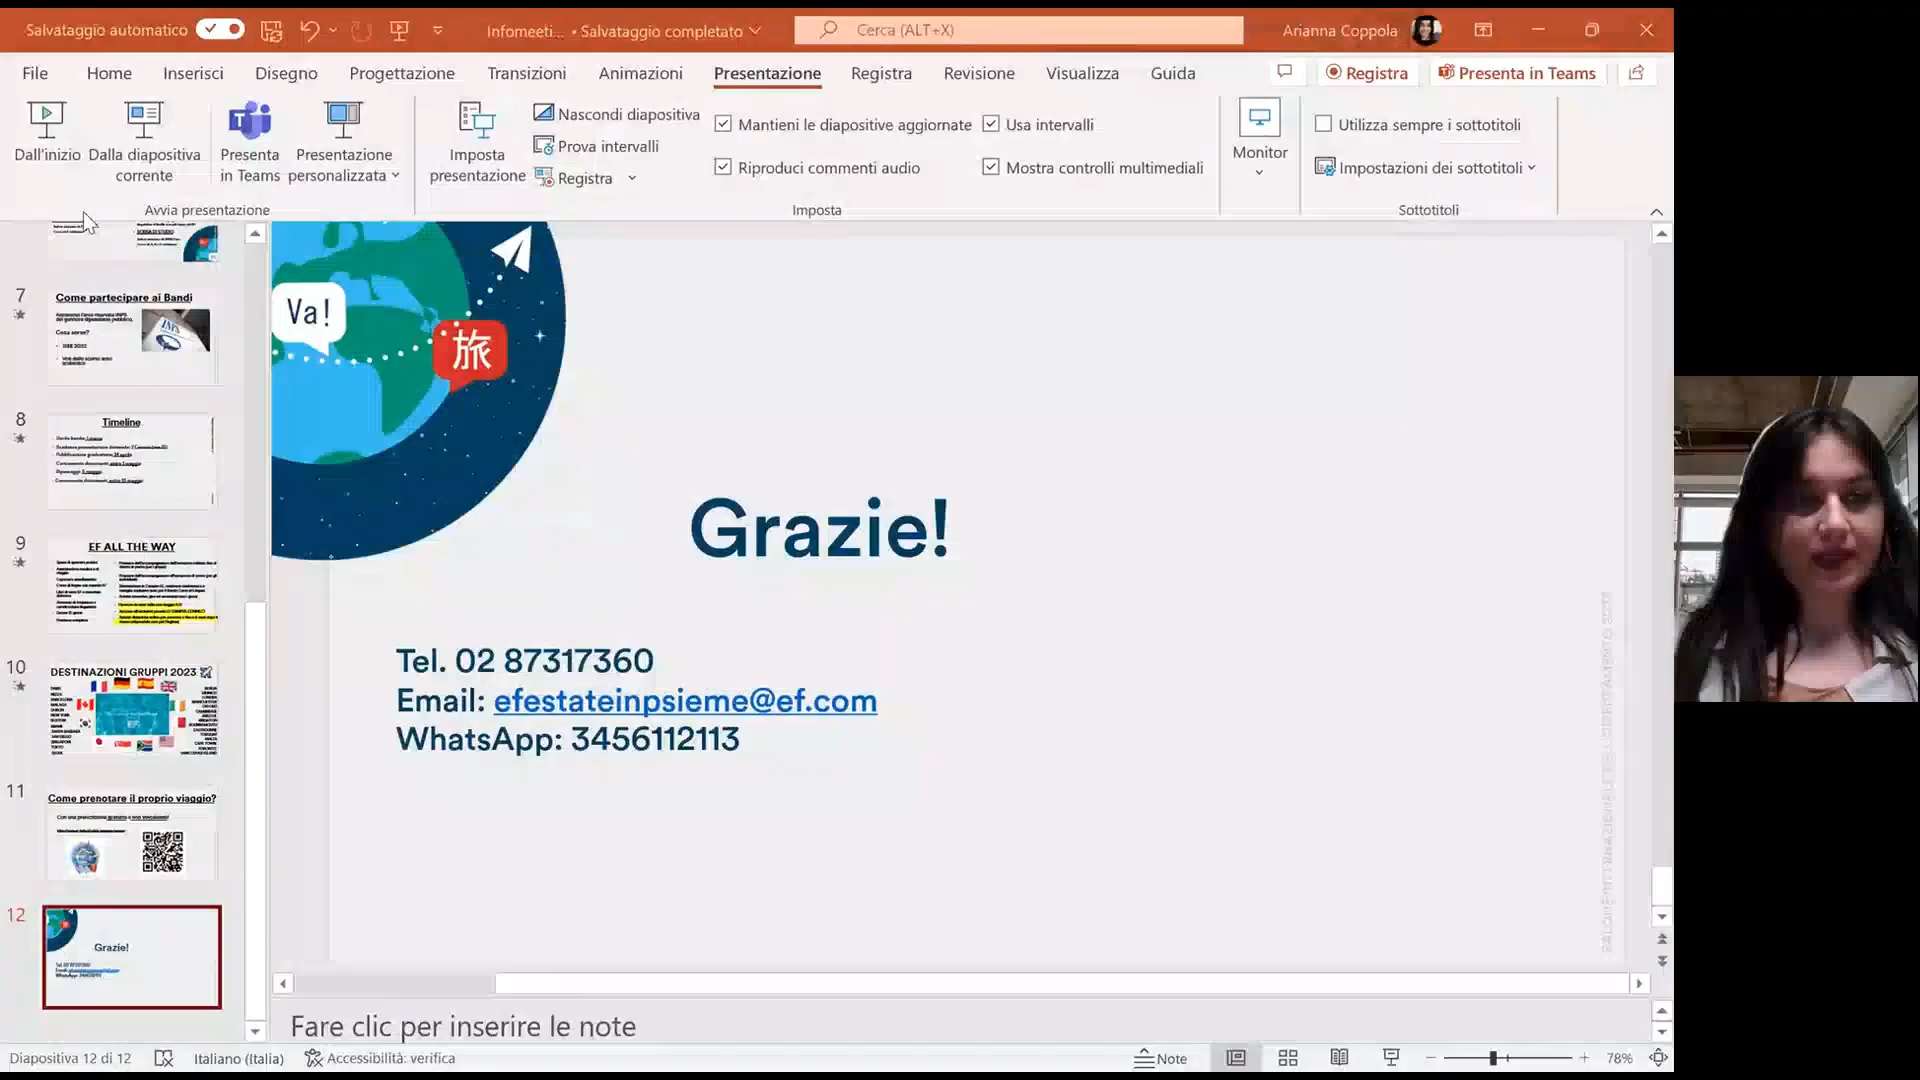 Salvataggio automatico
Infomeeti... • Salvataggio completato
Cerca (ALT+X)
Arianna Coppola
File Home Inserisci Disegno Progettazione Transizioni Animazioni Presentazione Registra Revisione Visualizza Guida
Registra
Presenta in Teams
Dall'inizio
Dalla diapositiva corrente
Presenta in Teams
Presentazione personalizzata
Imposta presentazione
Nascondi diapositiva
Prova intervalli
Registra
Mantieni le diapositive aggiornate
Riproduci commenti audio
Usa intervalli
Mostra controlli multimediali
Monitor
Utilizza sempre i sottotitoli
Impostazioni dei sottotitoli
Avvia presentazione
Imposta
Sottotitoli
7
Come partecipare ai Bandi
Cosa serve?
INPS
8
Timeline
9
EF ALL THE WAY
10
DESTINAZIONI GRUPPI 2023
11
Come prenotare il proprio viaggio?
12
Grazie!
Va!
旅
Grazie!
Tel. 02 87317360
Email: efestateinpsieme@ef.com
WhatsApp: 3456112113
Fare clic per inserire le note
Diapositiva 12 di 12
Italiano (Italia)
Accessibilità: verifica
Note
78%